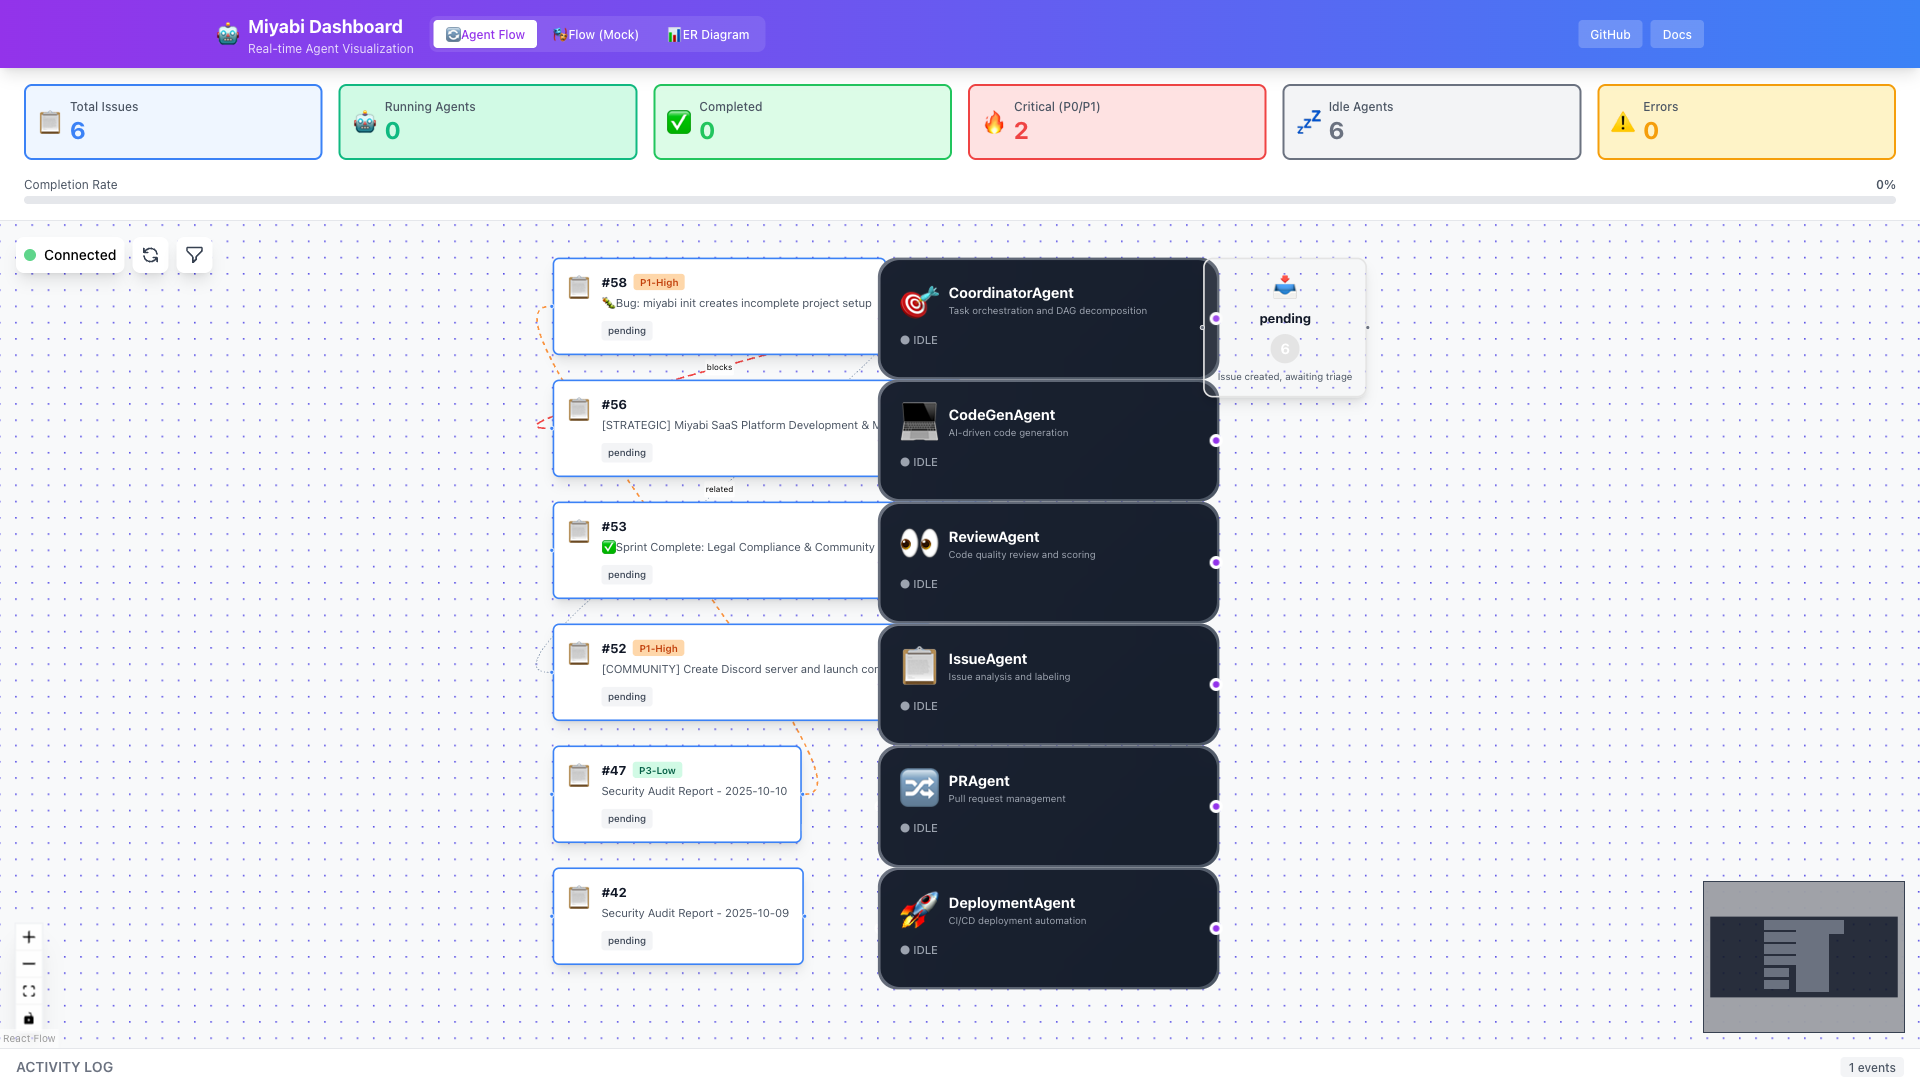 Miyabi Dashboard
Real-time Agent Visualization
Agent Flow
Flow (Mock)
ER Diagram
GitHub
Docs
Total Issues
6
Running Agents
0
Completed
0
Critical (P0/P1)
2
Idle Agents
6
Errors
0
Completion Rate
0%
Connected
#58 P1-High
Bug: miyabi init creates incomplete project setup
pending
blocks
#56
[STRATEGIC] Miyabi SaaS Platform Development & M
pending
related
#53
Sprint Complete: Legal Compliance & Community
pending
#52 P1-High
[COMMUNITY] Create Discord server and launch
pending
#47 P3-Low
Security Audit Report - 2025-10-10
pending
#42
Security Audit Report - 2025-10-09
pending
CoordinatorAgent
Task orchestration and DAG decomposition
IDLE
CodeGenAgent
AI-driven code generation
IDLE
ReviewAgent
Code quality review and scoring
IDLE
IssueAgent
Issue analysis and labeling
IDLE
PRAgent
Pull request management
IDLE
DeploymentAgent
CI/CD deployment automation
IDLE
pending
6
Issue created, awaiting triage
React Flow
ACTIVITY LOG
1 events